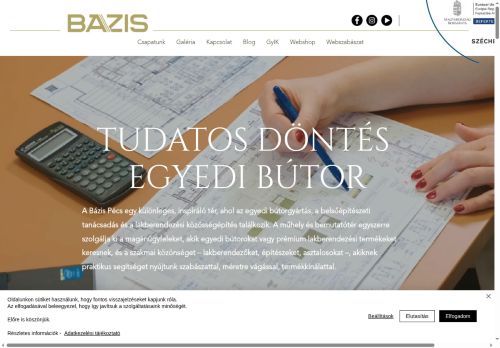 BÁZIS
Csapatunk Galéria Kapcsolat Blog GyIK Webshop Webszabászat
MAGYARORSZÁG
KORMÁNYA
SZÉCHE
TUDATOS DÖNTÉS
EGYEDI BÚTOR
A Bázis Pécs egy különleges, inspiráló tér, ahol az egyedi bútorgyártás, a belsőépítészeti
tanácsadás és a lakberendezési közösségépítés találkozik. A műhely és bemutatótér egyszerre
szolgálja ki a magánügyfeleket, akik egyedi bútorokat vagy prémium lakberendezési termékeket
keresnek, és a szakmai közönséget – lakberendezőket, építészeket, asztalosokat –, akiknek
praktikus segítséget nyújtunk szabászattal, méretre vágással, termékkínálattal.
Oldalunkon sütiket használunk, hogy fontos visszajelzéseket kapjunk róla.
Az elfogadásával beleegyezel, hogy így javítsuk a szolgáltatásaink minőségét.
Előre is köszönjük.
Részletes információk - Adatkezelési tájékoztató
Beállítások Elutasítás Elfogadom